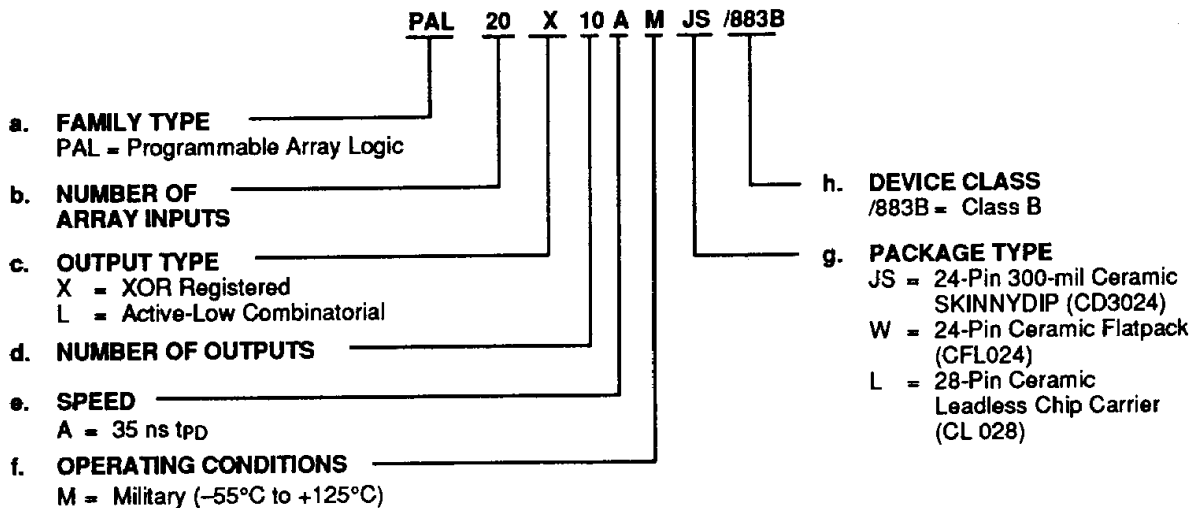 PAL 20 X 10 A M JS /883B
a. FAMILY TYPE
PAL = Programmable Array Logic
b. NUMBER OF
ARRAY INPUTS
c. OUTPUT TYPE
X = XOR Registered
L = Active-Low Combinatorial
d. NUMBER OF OUTPUTS
e. SPEED
A = 35 ns tPD
f. OPERATING CONDITIONS
M = Military (–55°C to +125°C)
h. DEVICE CLASS
/883B = Class B
g. PACKAGE TYPE
JS = 24-Pin 300-mil Ceramic
SKINNYDIP (CD3024)
W = 24-Pin Ceramic Flatpack
(CFL024)
L = 28-Pin Ceramic
Leadless Chip Carrier
(CL 028)